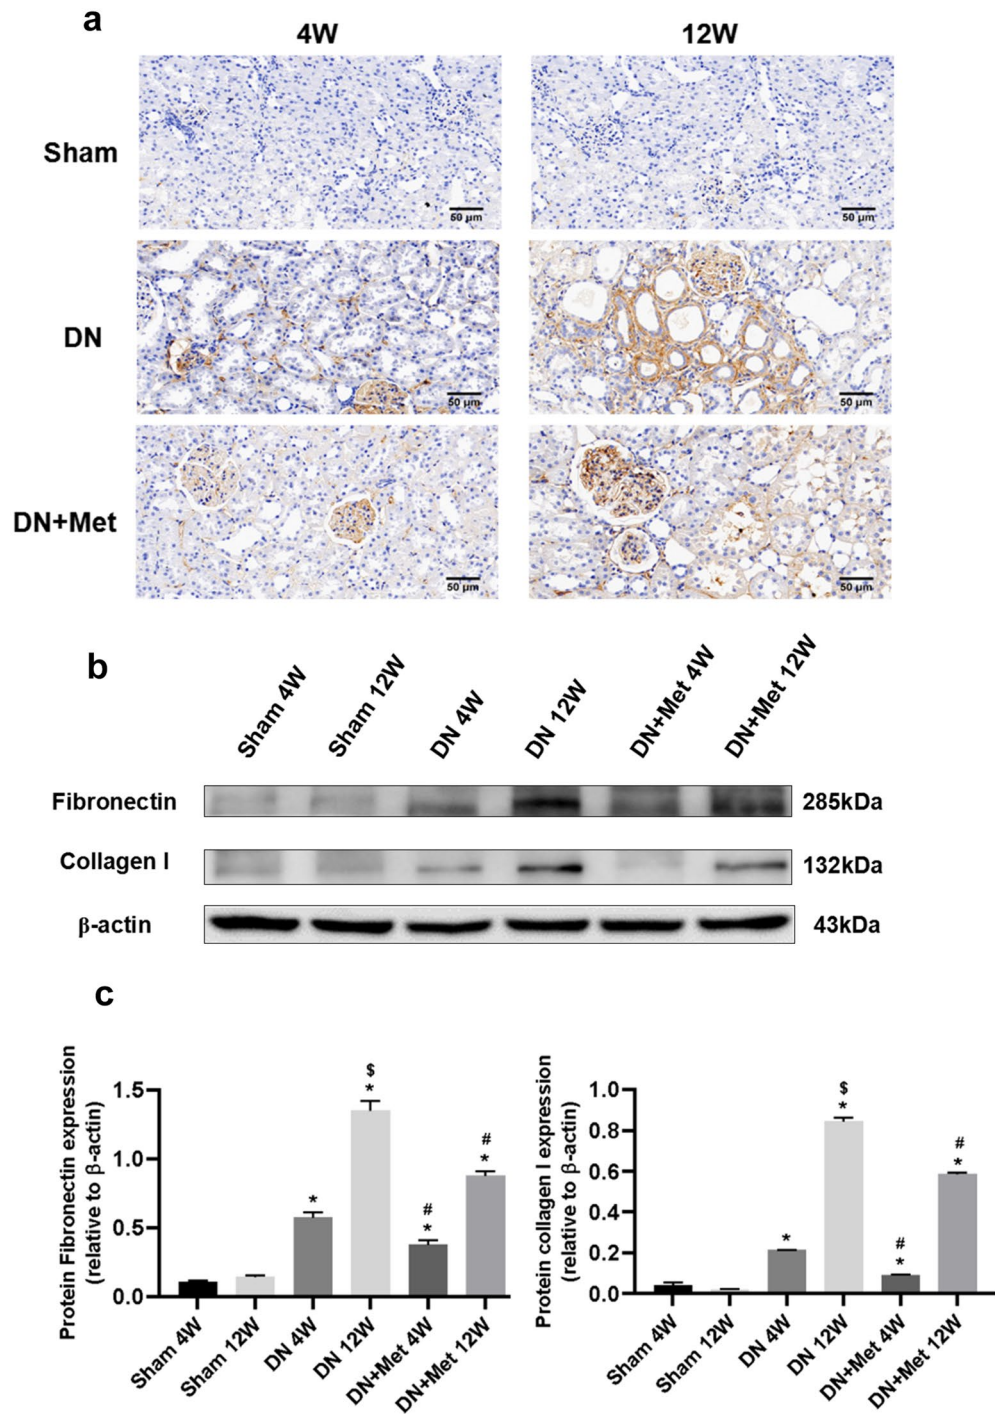 a
4W 12W
Sham
50 μm 50 μm
DN
50 μm 50 μm
DN+Met
50 μm 50 μm
b
Sham 4W
Sham 12W
DN 4W
DN 12W
DN+Met 4W
DN+Met 12W
Fibronectin 285kDa
Collagen I 132kDa
β-actin 43kDa
c
Protein Fibronectin expression
(relative to β-actin)
1.5
1.0
0.5
0.0
*
$
*
#
*
#
*
Sham 4W
Sham 12W
DN 4W
DN 12W
DN+Met 4W
DN+Met 12W
Protein collagen I expression
(relative to β-actin)
1.0
0.8
0.6
0.4
0.2
0.0
*
$
*
#
*
#
*
Sham 4W
Sham 12W
DN 4W
DN 12W
DN+Met 4W
DN+Met 12W